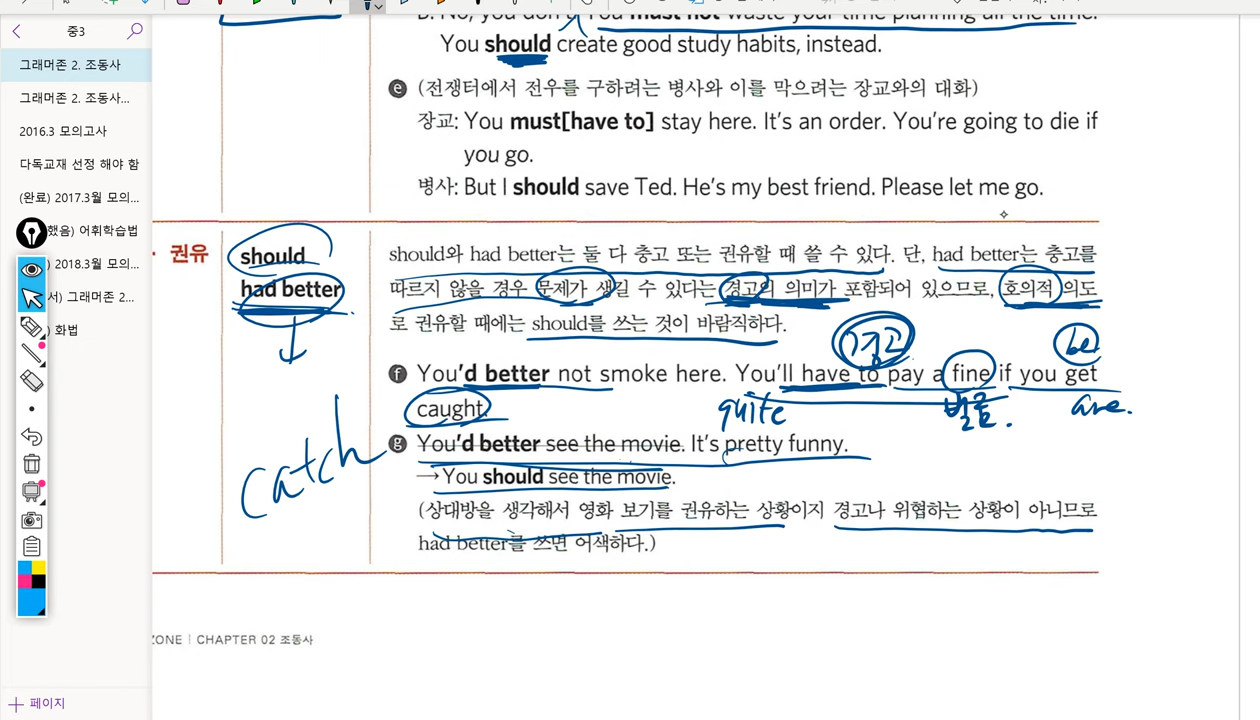 중3
그래머존 2. 조동사
그래머존 2. 조동사...
2016.3 모의고사
다독교재 선정 해야 함
(완료) 2017.3월 모의...
했음) 어휘학습법
) 2018.3월 모의...
서) 그래머존 2...
) 화법
페이지
B: No, you don't. You must not waste your time planning all the time.
You should create good study habits, instead.
e (전쟁터에서 전우를 구하려는 병사와 이를 막으려는 장교와의 대화)
장교: You must[have to] stay here. It's an order. You're going to die if
you go.
병사: But I should save Ted. He's my best friend. Please let me go.
권유
should
had better
should와 had better는 둘 다 충고 또는 권유할 때 쓸 수 있다. 단, had better는 충고를
따르지 않을 경우 문제가 생길 수 있다는 경고의 의미가 포함되어 있으므로, 호의적 의도
로 권유할 때에는 should를 쓰는 것이 바람직하다.
경고 be
f You'd better not smoke here. You'll have to pay a fine if you get
caught.
quite 벌금. are.
catch
g You'd better see the movie. It's pretty funny.
→ You should see the movie.
(상대방을 생각해서 영화 보기를 권유하는 상황이지 경고나 위협하는 상황이 아니므로
had better를 쓰면 어색하다.)
ZONE | CHAPTER 02 조동사